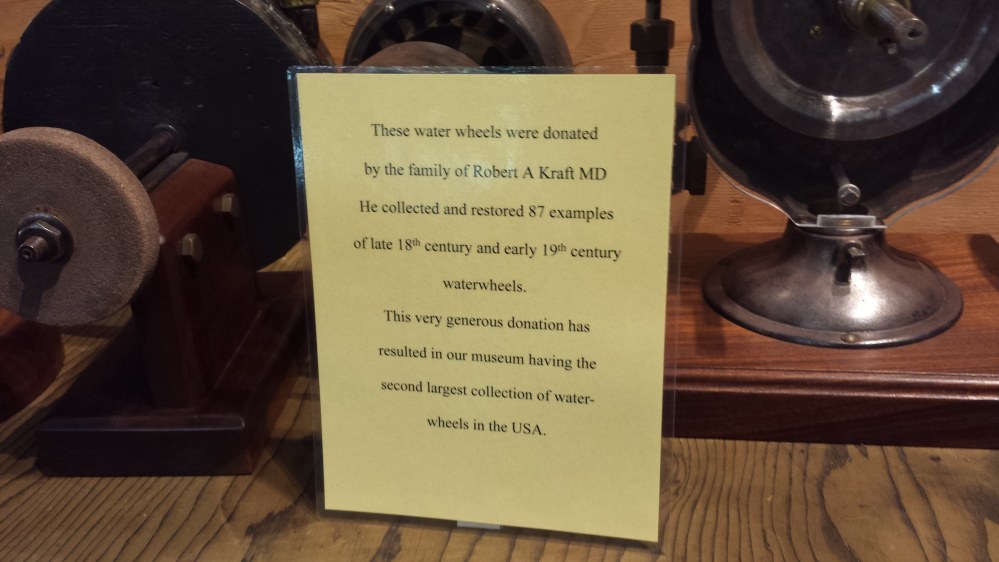 These water wheels were donated
by the family of Robert A Kraft MD
He collected and restored 87 examples
of late 18th century and early 19th century
waterwheels.
This very generous donation has
resulted in our museum having the
second largest collection of water-
wheels in the USA.